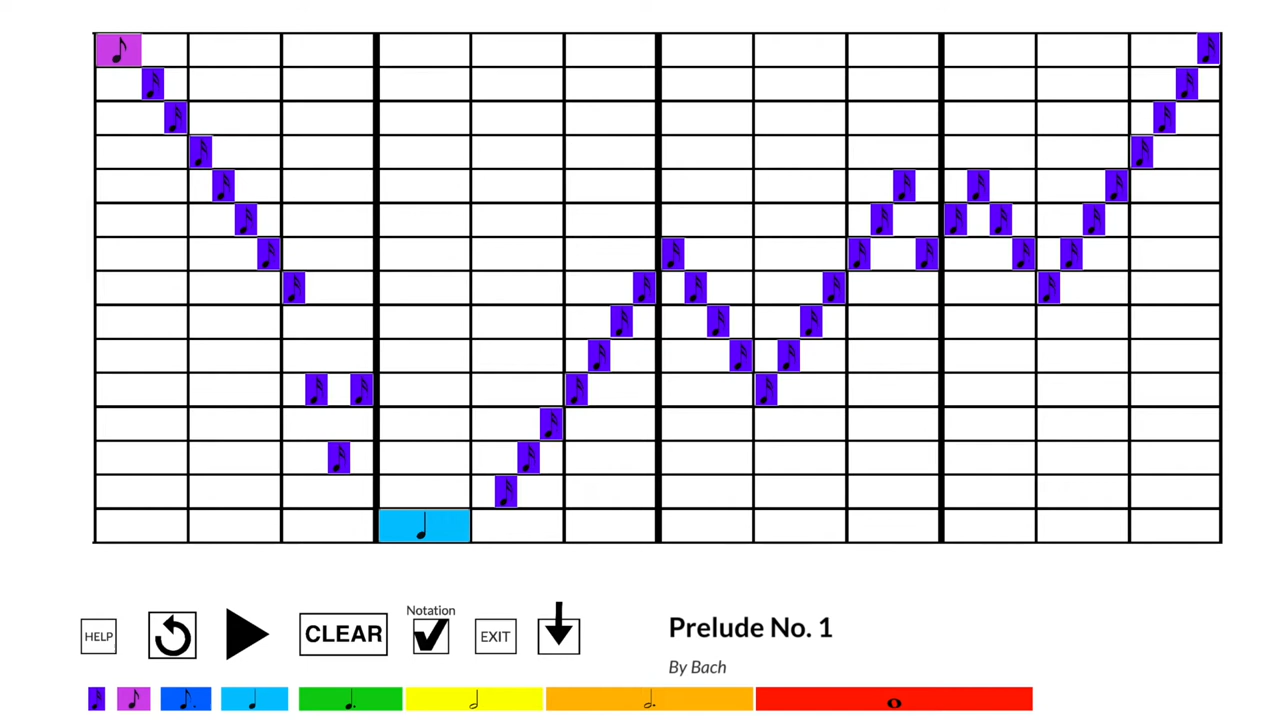 Notation
HELP
CLEAR
EXIT
Prelude No. 1
By Bach